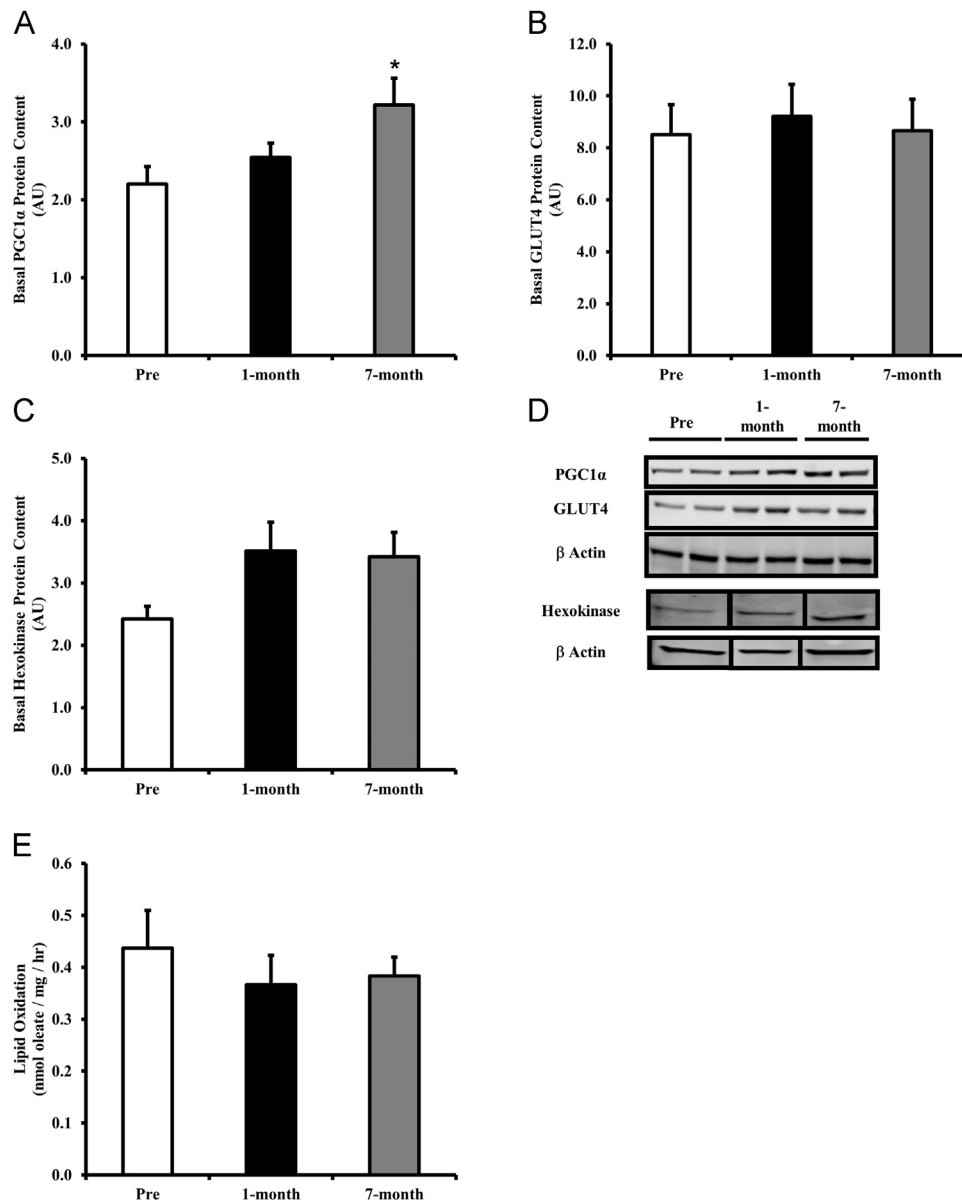 A
Basal PGC1α Protein Content
(AU)
4.0
3.0
2.0
1.0
0.0
*
Pre
1-month
7-month
B
Basal GLUT4 Protein Content
(AU)
12.0
10.0
8.0
6.0
4.0
2.0
0.0
Pre
1-month
7-month
C
Basal Hexokinase Protein Content
(AU)
5.0
4.0
3.0
2.0
1.0
0.0
Pre
1-month
7-month
D
Pre
1-
month
7-
month
PGC1α
GLUT4
β Actin
Hexokinase
β Actin
E
Lipid Oxidation
(nmol oleate / mg / hr)
0.6
0.5
0.4
0.3
0.2
0.1
0.0
Pre
1-month
7-month